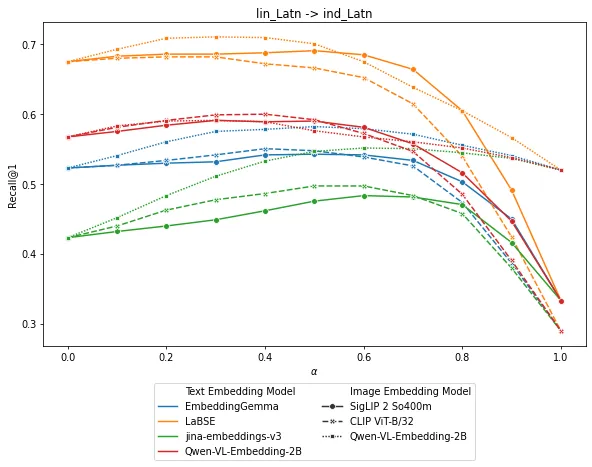 lin_Latn -> ind_Latn
Recall@1
0.7
0.6
0.5
0.4
0.3
0.0 0.2 0.4 0.6 0.8 1.0
α
Text Embedding Model
EmbeddingGemma
LaBSE
jina-embeddings-v3
Qwen-VL-Embedding-2B
Image Embedding Model
SigLIP 2 So400m
CLIP ViT-B/32
Qwen-VL-Embedding-2B